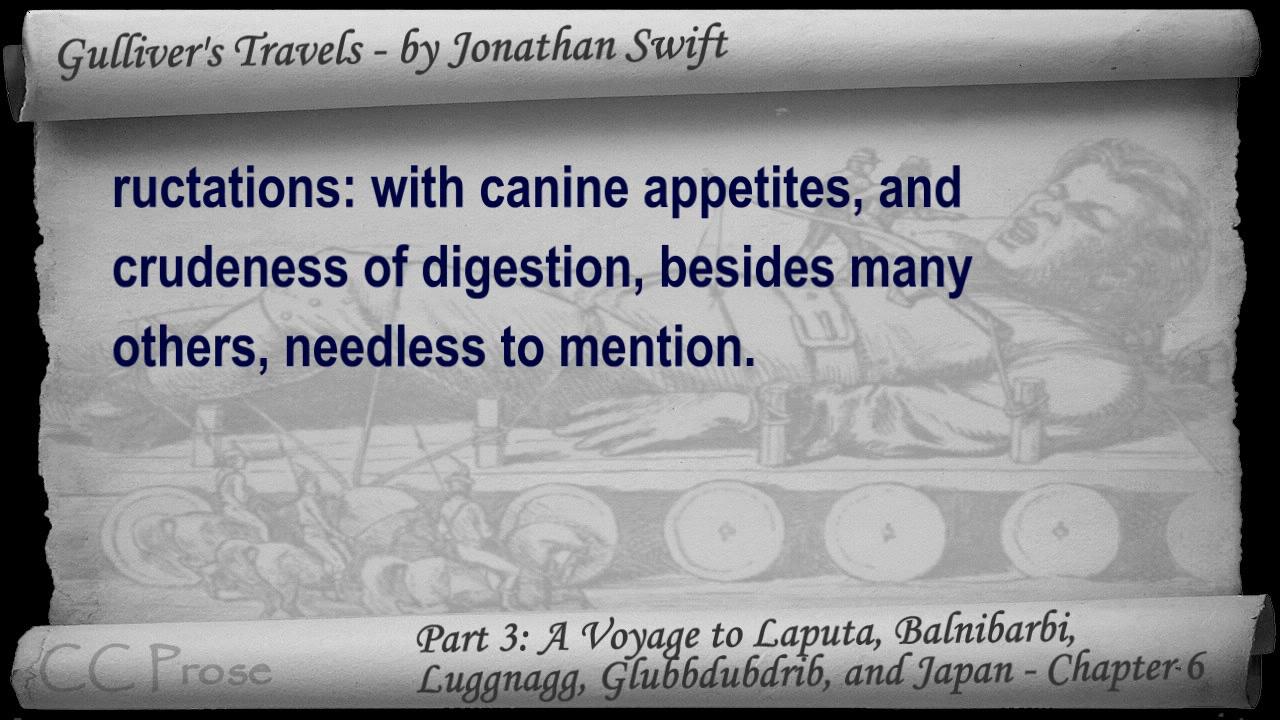 Gulliver's Travels - by Jonathan Swift
ructations: with canine appetites, and
crudeness of digestion, besides many
others, needless to mention.
Part 3: A Voyage to Laputa, Balnibarbi,
Luggnagg, Glubbdubdrib, and Japan - Chapter 6
CC Prose